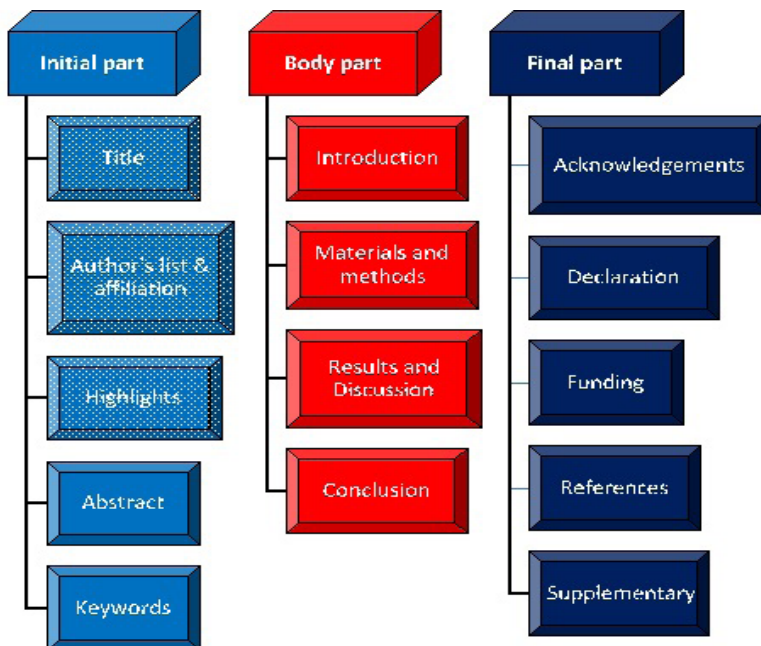 Initial part
Title
Author's list &
affiliation
Highlights
Abstract
Keywords
Body part
Introduction
Materials and
methods
Results and
Discussion
Conclusion
Final part
Acknowledgements
Declaration
Funding
References
Supplementary